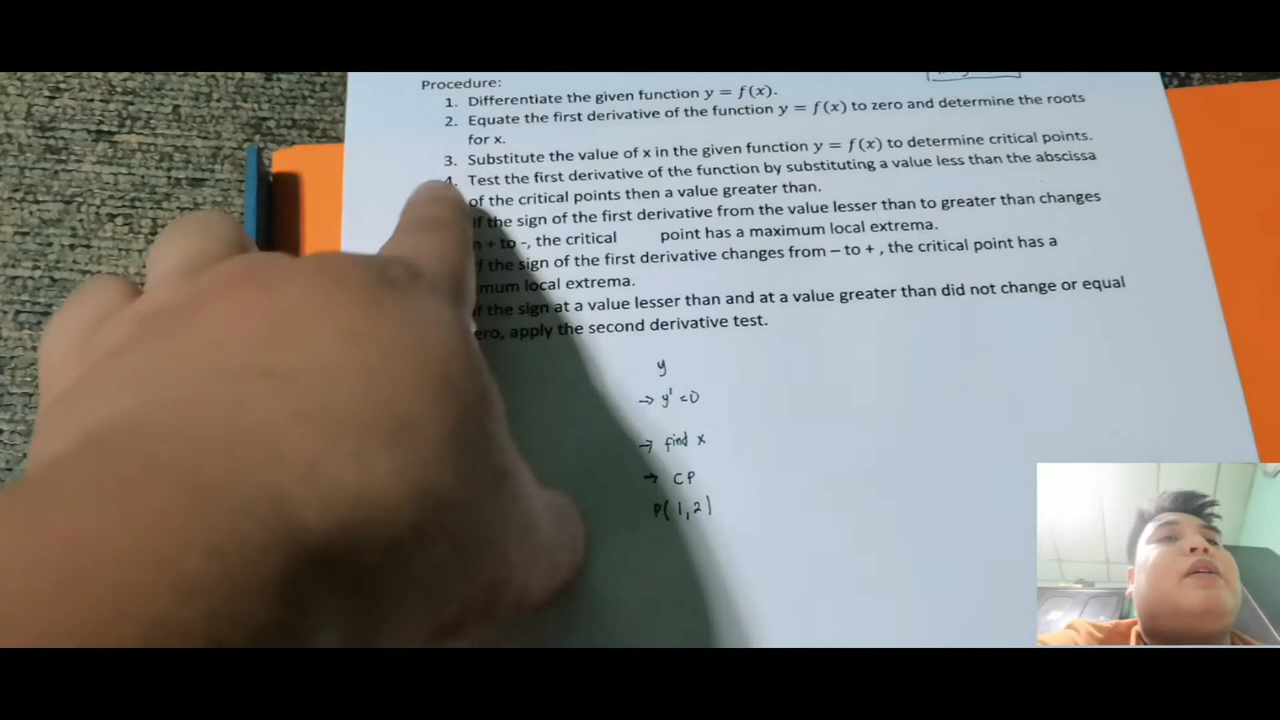 Procedure:
1. Differentiate the given function y = f(x).
2. Equate the first derivative of the function y = f(x) to zero and determine the roots
for x.
3. Substitute the value of x in the given function y = f(x) to determine critical points.
4. Test the first derivative of the function by substituting a value less than the abscissa
of the critical points then a value greater than.
If the sign of the first derivative from the value lesser than to greater than changes
+ to -, the critical point has a maximum local extrema.
the sign of the first derivative changes from – to + , the critical point has a
local extrema.
If the sign at a value lesser than and at a value greater than did not change or equal
apply the second derivative test.
y
→ y' = 0
→ find x
→ CP
P(1,2)